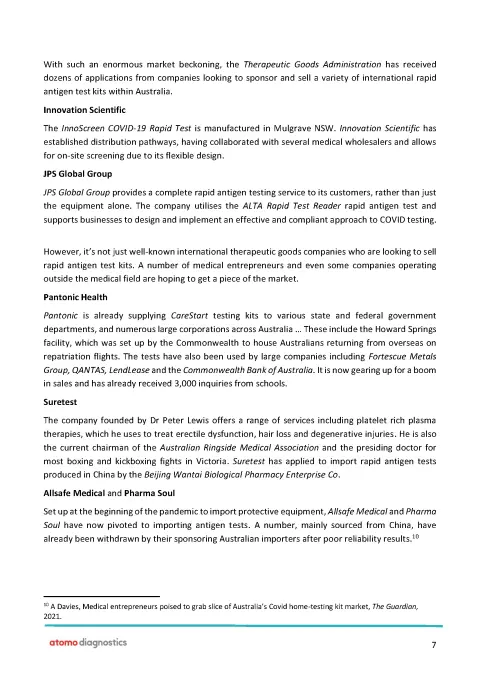 With such an enormous market beckoning, the Therapeutic Goods Administration has received
dozens of applications from companies looking to sponsor and sell a variety of international rapid
antigen test kits within Australia.
Innovation Scientific
The InnoScreen COVID-19 Rapid Test is manufactured in Mulgrave NSW. Innovation Scientific has
established distribution pathways, having collaborated with several medical wholesalers and allows
for on-site screening due to its flexible design.
JPS Global Group
JPS Global Group provides a complete rapid antigen testing service to its customers, rather than just
the equipment alone. The company utilises the ALTA Rapid Test Reader rapid antigen test and
supports businesses to design and implement an effective and compliant approach to COVID testing.
However, it's not just well-known international therapeutic goods companies who are looking to sell
rapid antigen test kits. A number of medical entrepreneurs and even some companies operating
outside the medical field are hoping to get a piece of the market.
Pantonic Health
Pantonic is already supplying CareStart testing kits to various state and federal government
departments, and numerous large corporations across Australia … These include the Howard Springs
facility, which was set up by the Commonwealth to house Australians returning from overseas on
repatriation flights. The tests have also been used by large companies including Fortescue Metals
Group, QANTAS, LendLease and the Commonwealth Bank of Australia. It is now gearing up for a boom
in sales and has already received 3,000 inquiries from schools.
Suretest
The company founded by Dr Peter Lewis offers a range of services including platelet rich plasma
therapies, which he uses to treat erectile dysfunction, hair loss and degenerative injuries. He is also
the current chairman of the Australian Ringside Medical Association and the presiding doctor for
most boxing and kickboxing fights in Victoria. Suretest has applied to import rapid antigen tests
produced in China by the Beijing Wantai Biological Pharmacy Enterprise Co.
Allsafe Medical and Pharma Soul
Set up at the beginning of the pandemic to import protective equipment, Allsafe Medical and Pharma
Soul have now pivoted to importing antigen tests. A number, mainly sourced from China, have
already been withdrawn by their sponsoring Australian importers after poor reliability results.10
10 A Davies, Medical entrepreneurs poised to grab slice of Australia's Covid home-testing kit market, The Guardian,
2021.
atomo diagnostics
7